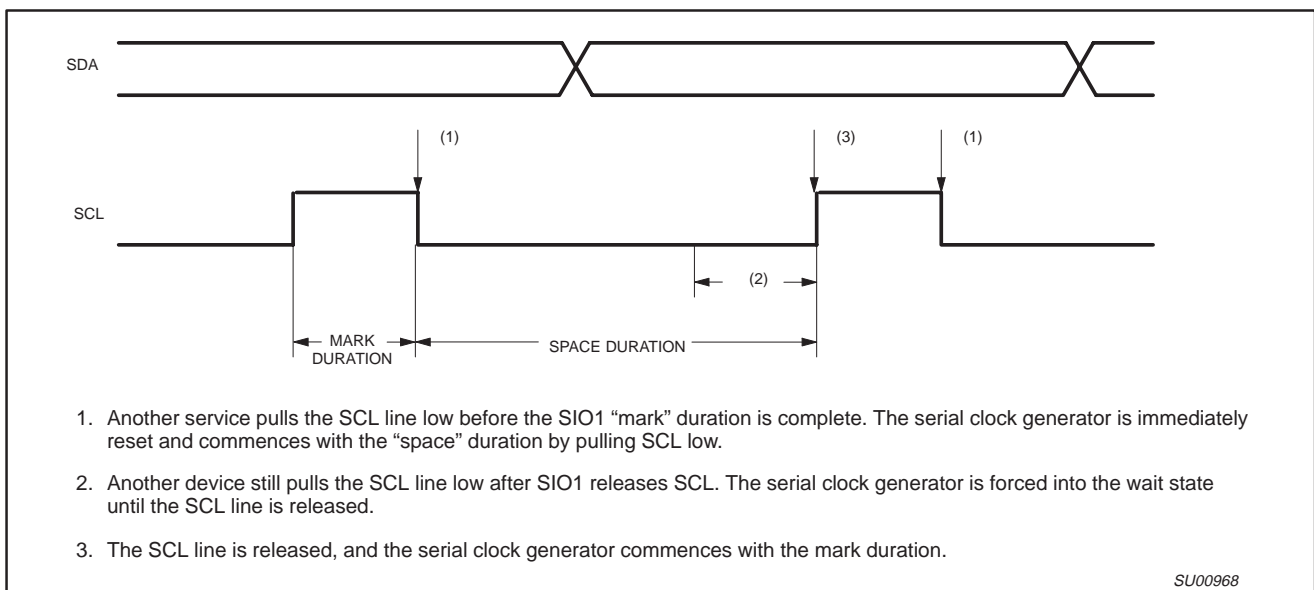 SDA
(1)
(3)
(1)
SCL
(2)
MARK
DURATION
SPACE DURATION
1. Another service pulls the SCL line low before the SIO1 “mark” duration is complete. The serial clock generator is immediately
reset and commences with the “space” duration by pulling SCL low.
2. Another device still pulls the SCL line low after SIO1 releases SCL. The serial clock generator is forced into the wait state
until the SCL line is released.
3. The SCL line is released, and the serial clock generator commences with the mark duration.
SU00968